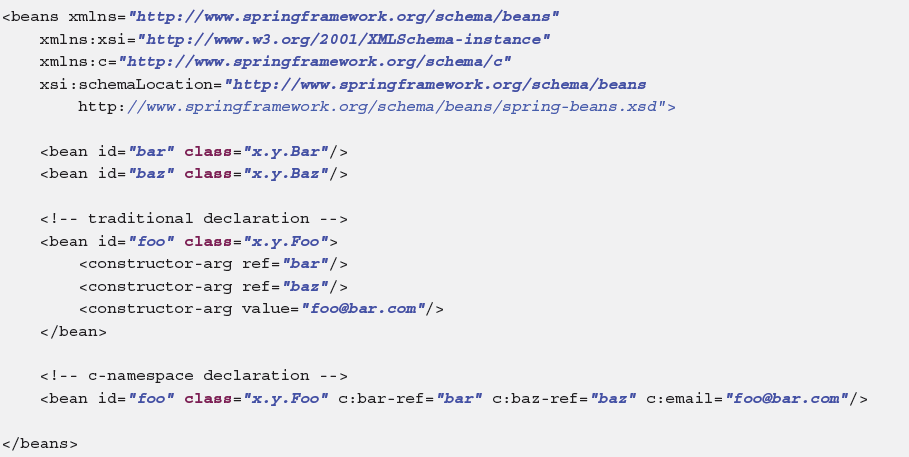 <beans xmlns="http://www.springframework.org/schema/beans"
    xmlns:xsi="http://www.w3.org/2001/XMLSchema-instance"
    xmlns:c="http://www.springframework.org/schema/c"
    xsi:schemaLocation="http://www.springframework.org/schema/beans
        http://www.springframework.org/schema/beans/spring-beans.xsd">

    <bean id="bar" class="x.y.Bar"/>
    <bean id="baz" class="x.y.Baz"/>

    <!-- traditional declaration -->
    <bean id="foo" class="x.y.Foo">
        <constructor-arg ref="bar"/>
        <constructor-arg ref="baz"/>
        <constructor-arg value="foo@bar.com"/>
    </bean>

    <!-- c-namespace declaration -->
    <bean id="foo" class="x.y.Foo" c:bar-ref="bar" c:baz-ref="baz" c:email="foo@bar.com"/>

</beans>